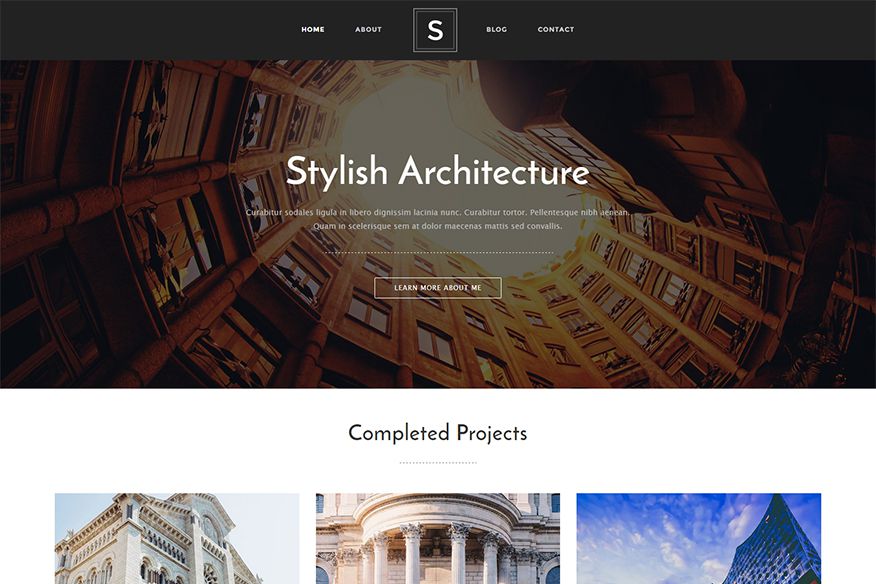 HOME ABOUT S BLOG CONTACT
Stylish Architecture
Curabitur sodales ligula in libero dignissim lacinia nunc. Curabitur tortor. Pellentesque nibh aenean.
Quam in scelerisque sem at dolor maecenas mattis sed convallis.
LEARN MORE ABOUT ME
Completed Projects